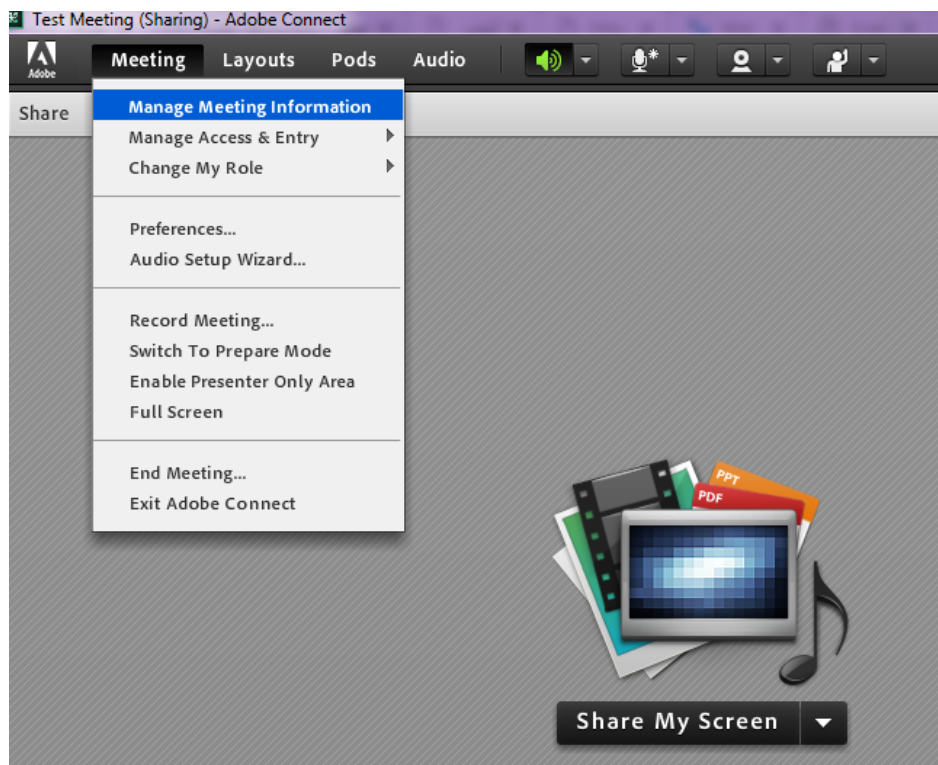 Test Meeting (Sharing) - Adobe Connect
Adobe
Meeting Layouts Pods Audio
Share
Manage Meeting Information
Manage Access & Entry
Change My Role
Preferences...
Audio Setup Wizard...
Record Meeting...
Switch To Prepare Mode
Enable Presenter Only Area
Full Screen
End Meeting...
Exit Adobe Connect
PPT
PDF
Share My Screen